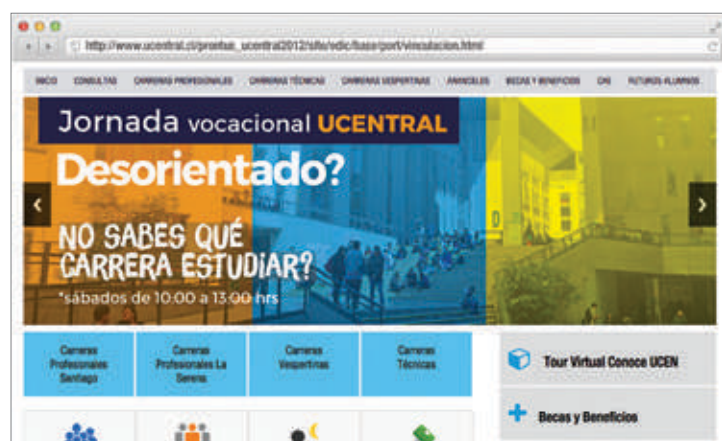 http://www.ucentral.cl/prontus_ucentral2012/site/edic/base/port/vinculacion.html
INICIO CONSULTAS CARRERAS PROFESIONALES CARRERAS TÉCNICAS CARRERAS VESPERTINAS ARANCELES BECAS Y BENEFICIOS CAE FUTUROS ALUMNOS
Jornada vocacional UCENTRAL
Desorientado?
NO SABES QUÉ
CARRERA ESTUDIAR?
*sábados de 10:00 a 13:00 hrs
Carreras
Profesionales
Santiago
Carreras
Profesionales La
Serena
Carreras
Vespertinas
Carreras
Técnicas
Tour Virtual Conoce UCEN
Becas y Beneficios